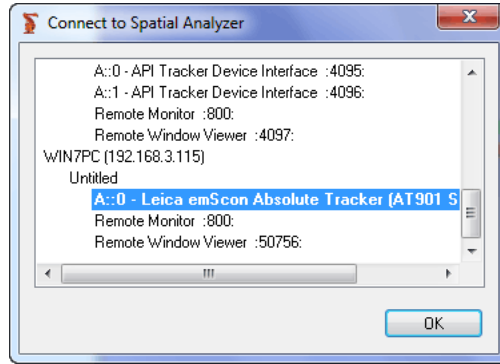 Connect to Spatial Analyzer
A::0 - API Tracker Device Interface :4095:
A::1 - API Tracker Device Interface :4096:
Remote Monitor :800:
Remote Window Viewer :4097:
WIN7PC (192.168.3.115)
Untitled
A::0 - Leica emScon Absolute Tracker (AT901 S
Remote Monitor :800:
Remote Window Viewer :50756:
OK